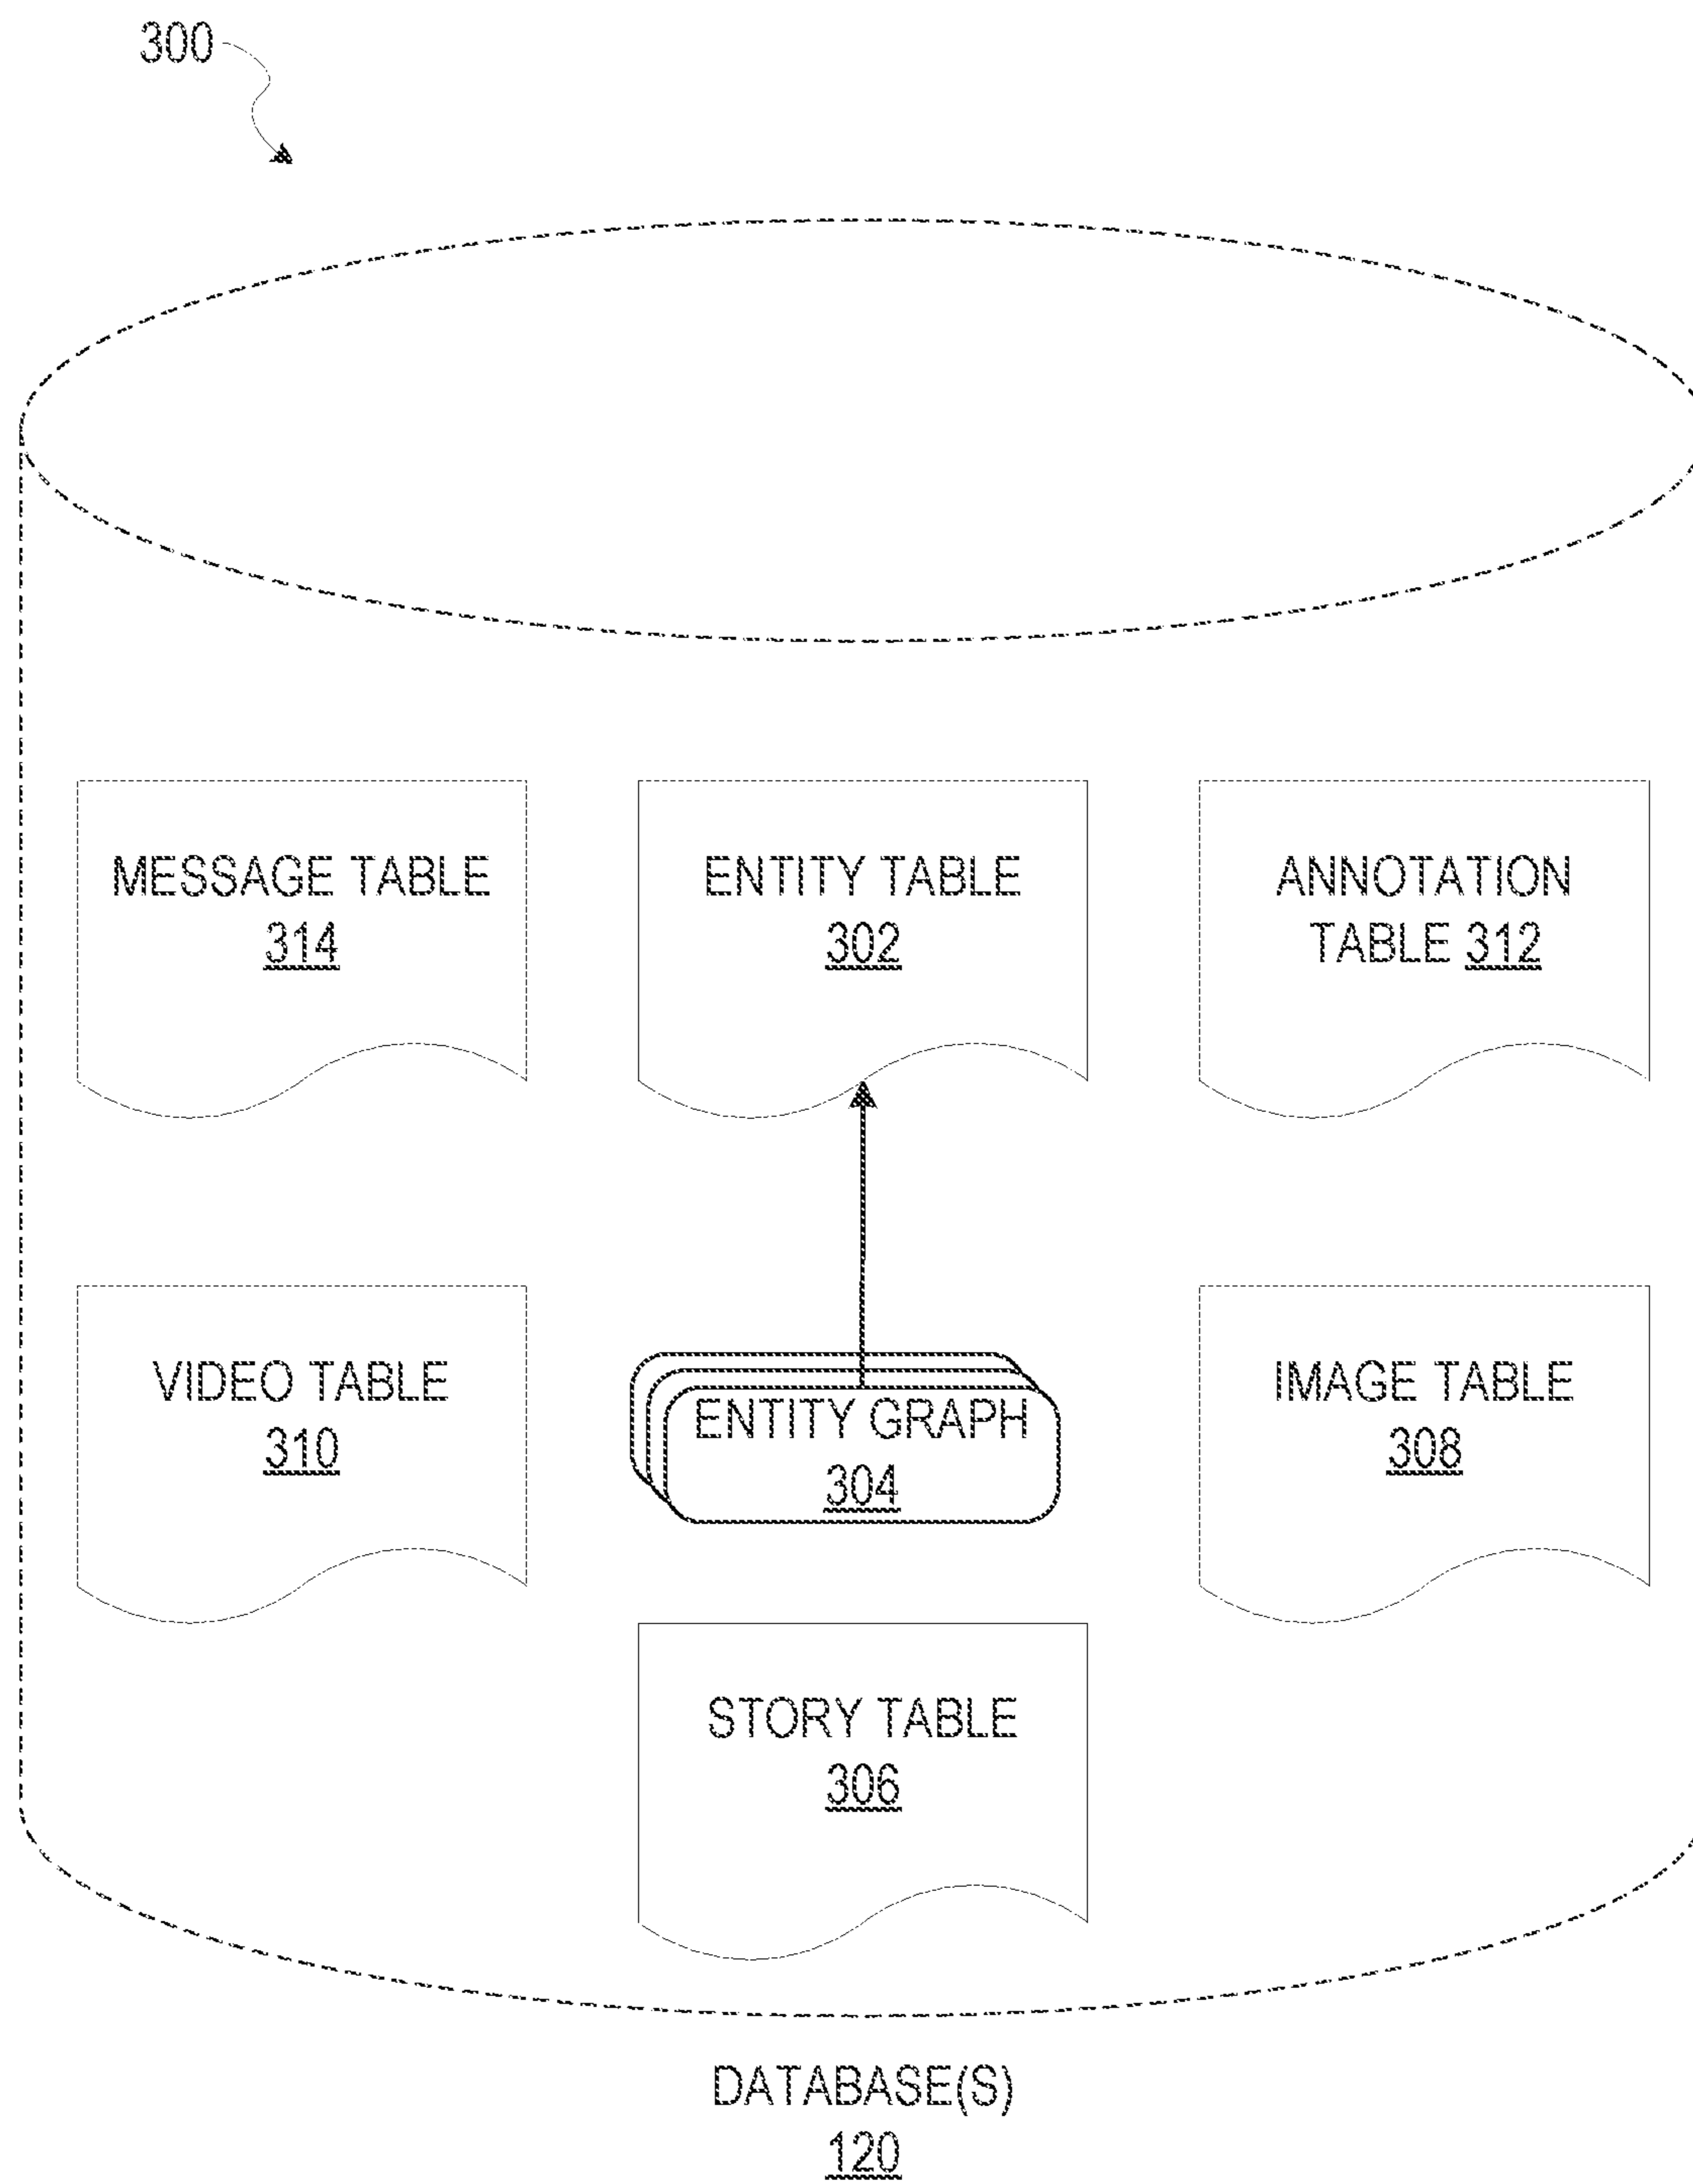 300
MESSAGE TABLE
314
ENTITY TABLE
302
ANNOTATION
TABLE 312
VIDEO TABLE
310
ENTITY GRAPH
304
IMAGE TABLE
308
STORY TABLE
306
DATABASE(S)
120